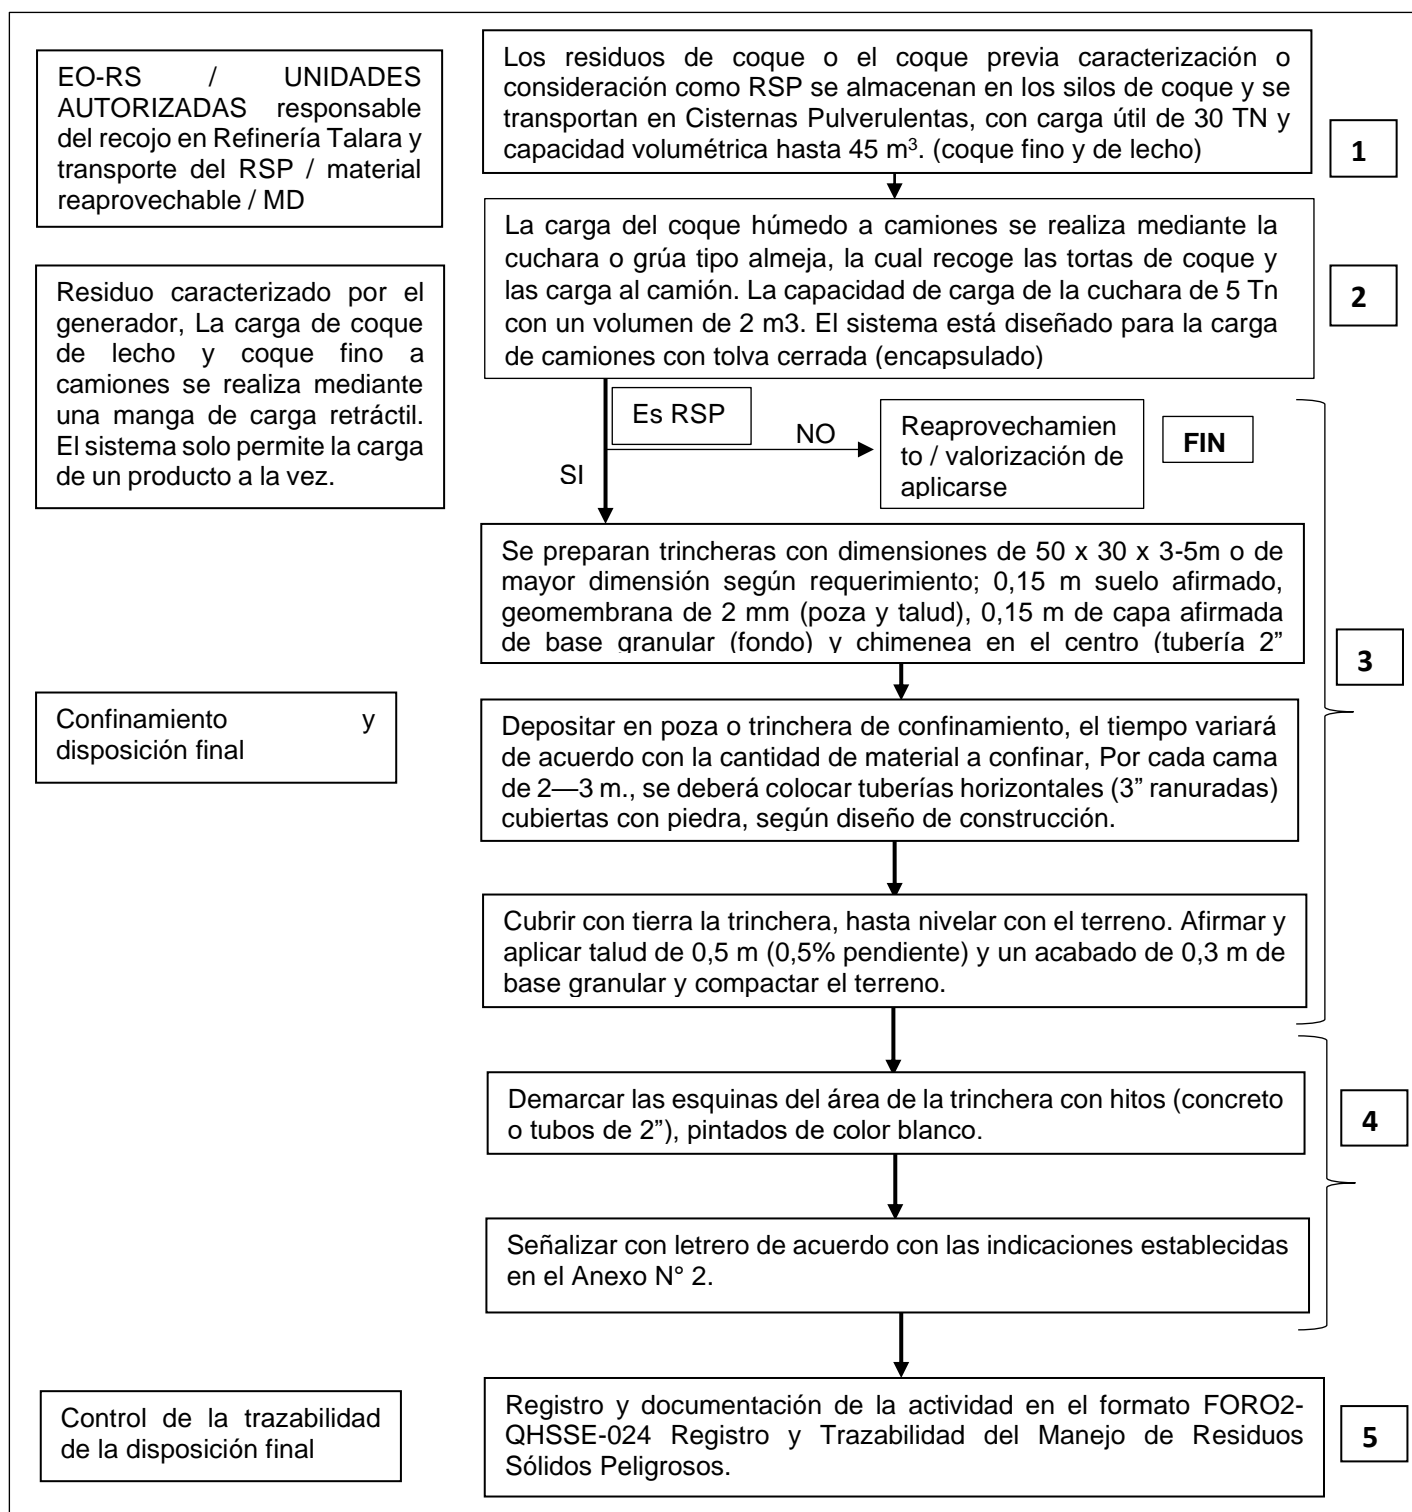 EO-RS / UNIDADES
AUTORIZADAS responsable
del recojo en Refinería Talara y
transporte del RSP / material
reaprovechable / MD
Los residuos de coque o el coque previa caracterización o
consideración como RSP se almacenan en los silos de coque y se
transportan en Cisternas Pulverulentas, con carga útil de 30 TN y
capacidad volumétrica hasta 45 m³. (coque fino y de lecho)
1
Residuo caracterizado por el
generador, La carga de coque
de lecho y coque fino a
camiones se realiza mediante
una manga de carga retráctil.
El sistema solo permite la carga
de un producto a la vez.
La carga del coque húmedo a camiones se realiza mediante la
cuchara o grúa tipo almeja, la cual recoge las tortas de coque y
las carga al camión. La capacidad de carga de la cuchara de 5 Tn
con un volumen de 2 m3. El sistema está diseñado para la carga
de camiones con tolva cerrada (encapsulado)
2
Es RSP
NO
SI
Reaprovechamien
to / valorización de
aplicarse
FIN
Se preparan trincheras con dimensiones de 50 x 30 x 3-5m o de
mayor dimensión según requerimiento; 0,15 m suelo afirmado,
geomembrana de 2 mm (poza y talud), 0,15 m de capa afirmada
de base granular (fondo) y chimenea en el centro (tubería 2”
3
Confinamiento y
disposición final
Depositar en poza o trinchera de confinamiento, el tiempo variará
de acuerdo con la cantidad de material a confinar, Por cada cama
de 2—3 m., se deberá colocar tuberías horizontales (3” ranuradas)
cubiertas con piedra, según diseño de construcción.
Cubrir con tierra la trinchera, hasta nivelar con el terreno. Afirmar y
aplicar talud de 0,5 m (0,5% pendiente) y un acabado de 0,3 m de
base granular y compactar el terreno.
Demarcar las esquinas del área de la trinchera con hitos (concreto
o tubos de 2”), pintados de color blanco.
4
Señalizar con letrero de acuerdo con las indicaciones establecidas
en el Anexo N° 2.
Control de la trazabilidad
de la disposición final
Registro y documentación de la actividad en el formato FORO2-
QHSSE-024 Registro y Trazabilidad del Manejo de Residuos
Sólidos Peligrosos.
5